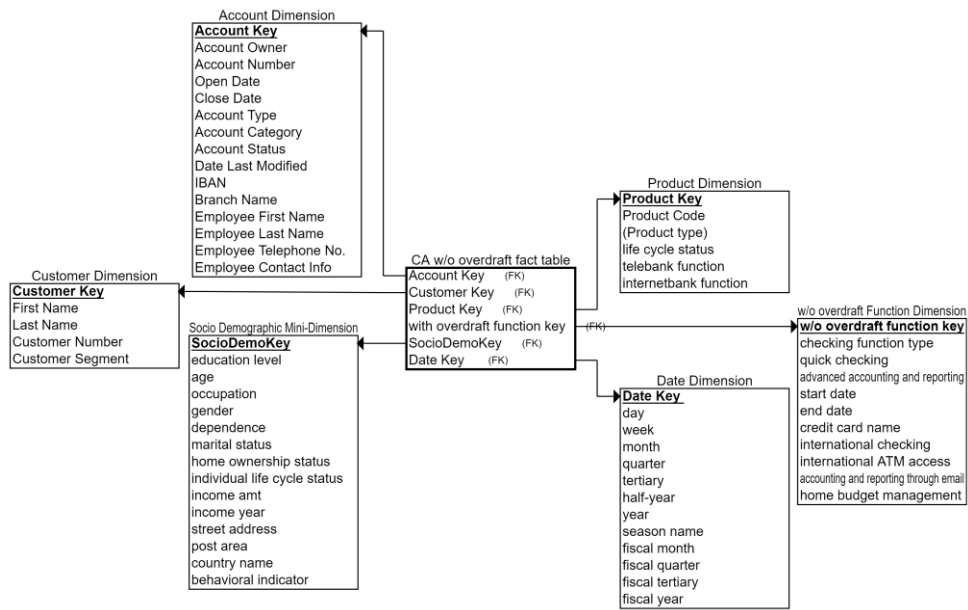 Account Dimension
Account Key
Account Owner
Account Number
Open Date
Close Date
Account Type
Account Category
Account Status
Date Last Modified
IBAN
Branch Name
Employee First Name
Employee Last Name
Employee Telephone No.
Employee Contact Info
Customer Dimension
Customer Key
First Name
Last Name
Customer Number
Customer Segment
Socio Demographic Mini-Dimension
SocioDemoKey
education level
age
occupation
gender
dependence
marital status
home ownership status
individual life cycle status
income amt
income year
street address
post area
country name
behavioral indicator
CA w/o overdraft fact table
Account Key (FK)
Customer Key (FK)
Product Key (FK)
with overdraft function key (FK)
SocioDemoKey (FK)
Date Key (FK)
Product Dimension
Product Key
Product Code
(Product type)
life cycle status
telebank function
internetbank function
Date Dimension
Date Key
day
week
month
quarter
tertiary
half-year
year
season name
fiscal month
fiscal quarter
fiscal tertiary
fiscal year
w/o overdraft Function Dimension
w/o overdraft function key
checking function type
quick checking
advanced accounting and reporting
start date
end date
credit card name
international checking
international ATM access
accounting and reporting through email
home budget management